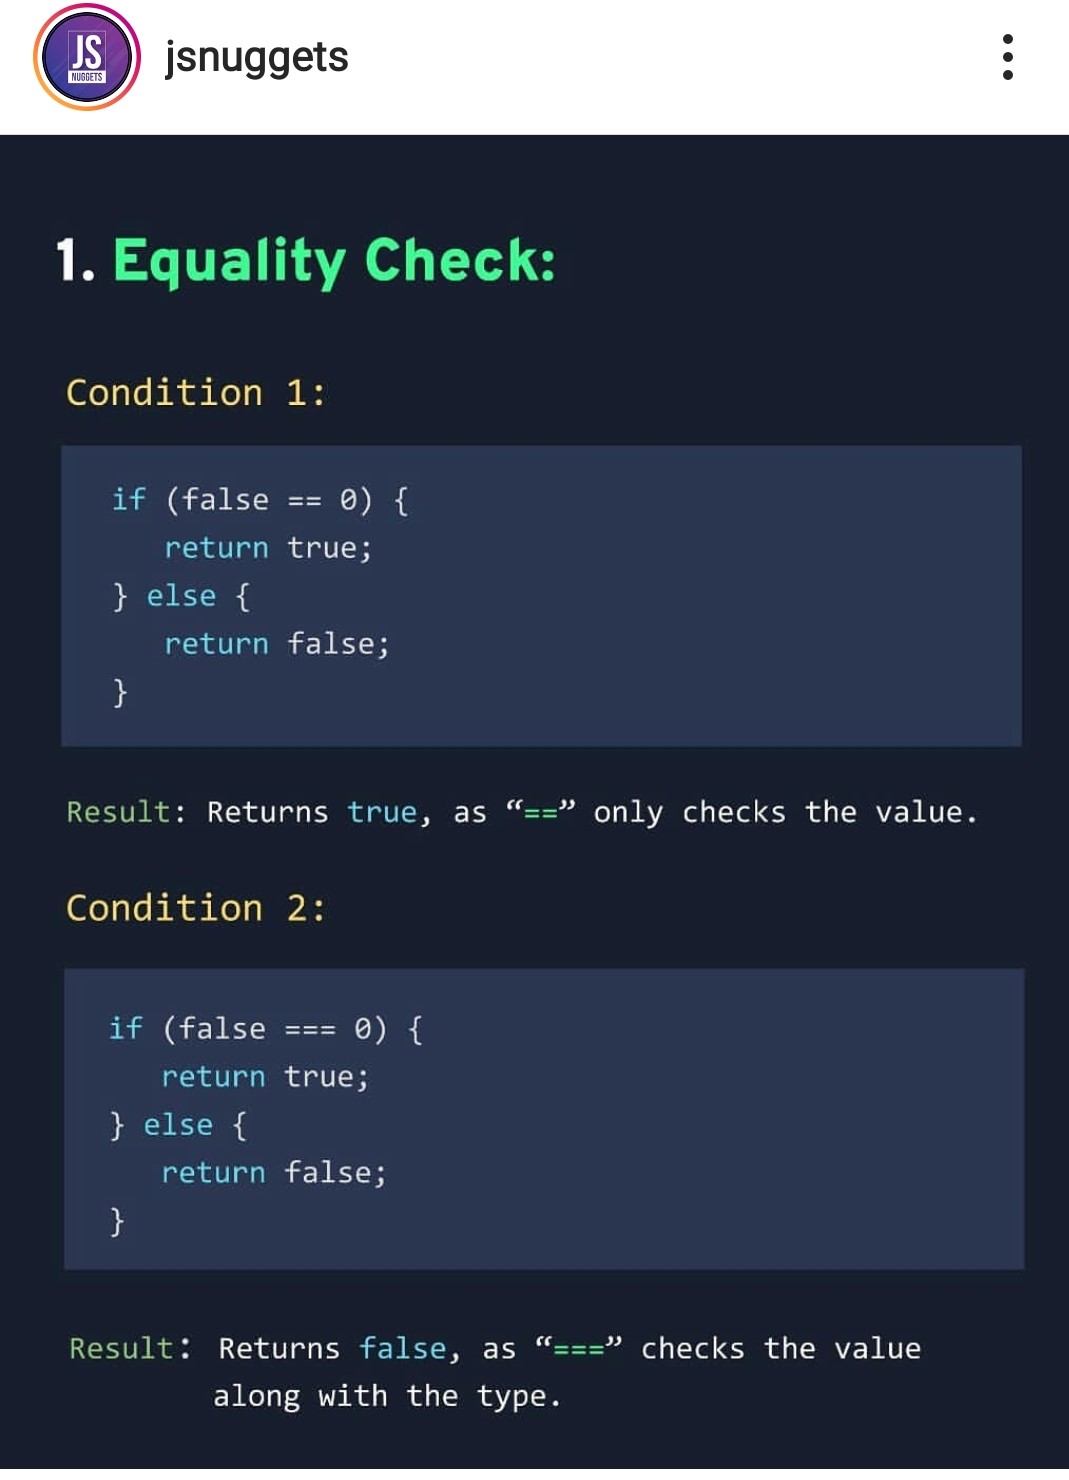 JS
NUGGETS
jsnuggets
1. Equality Check:
Condition 1:
if (false == 0) {
return true;
} else {
return false;
}
Result: Returns true, as “==” only checks the value.
Condition 2:
if (false === 0) {
return true;
} else {
return false;
}
Result: Returns false, as “===” checks the value
along with the type.